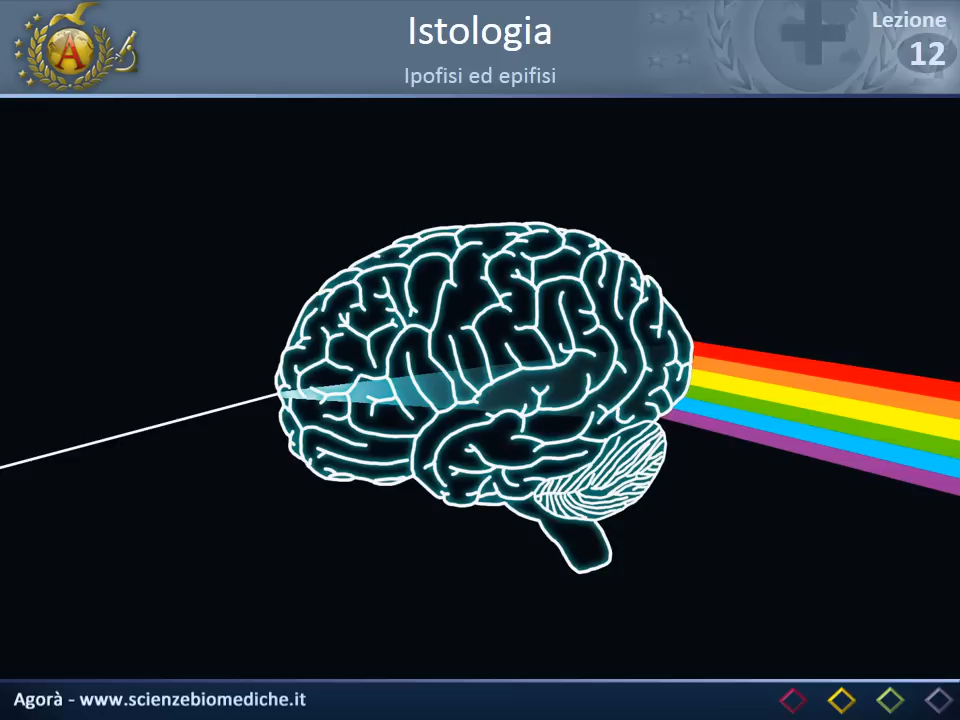 Istologia
Ipofisi ed epifisi
Lezione
12
A
Agorà - www.scienzebiomediche.it